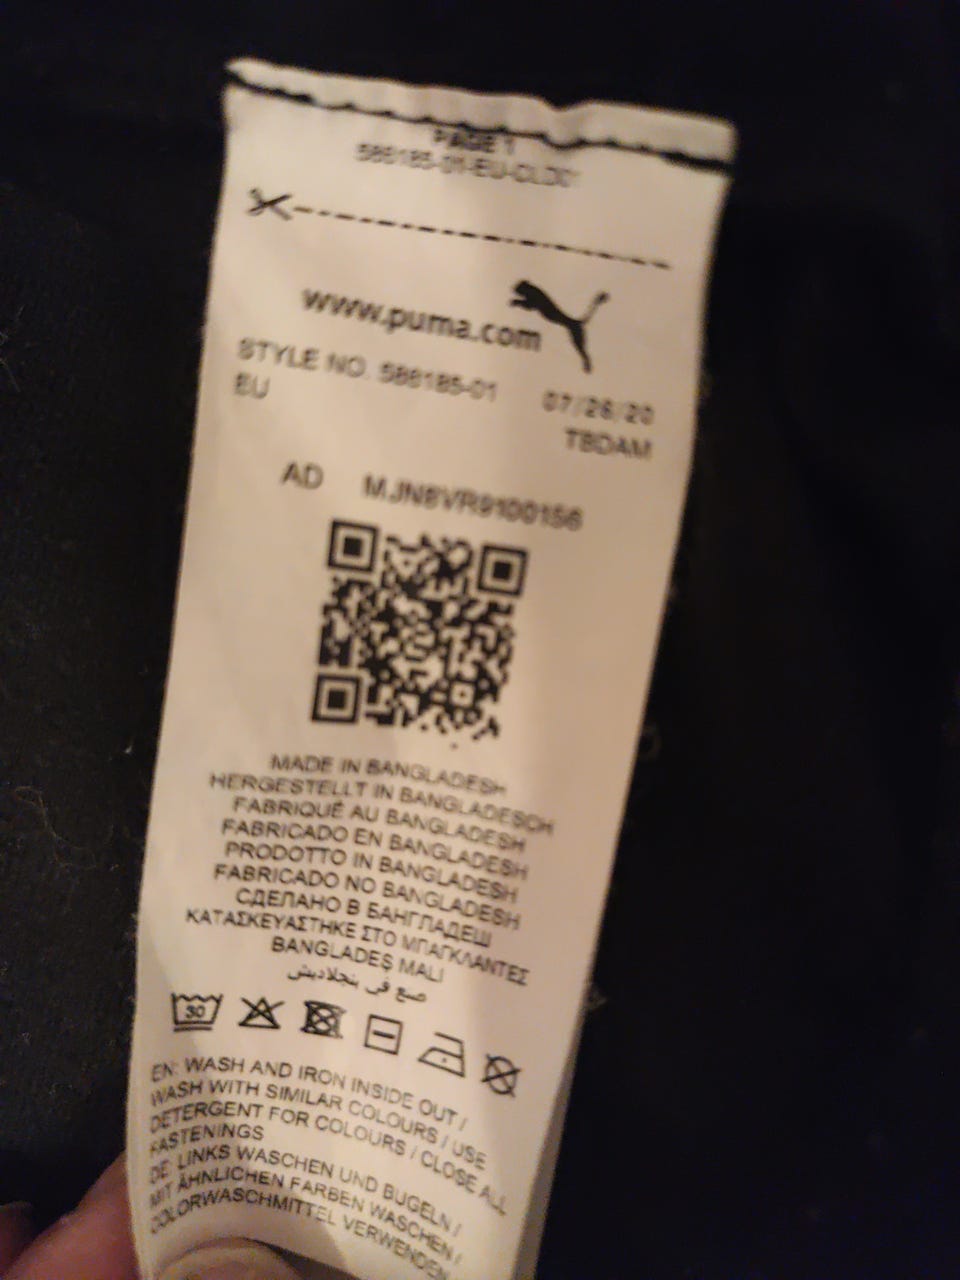 PAGE 1
586185-01-EU-CLD01
www.puma.com
STYLE NO. 586185-01
EU
07/26/20
TBDAM
AD MJN8VR9100156
MADE IN BANGLADESH
HERGESTELLT IN BANGLADESCH
FABRIQUÉ AU BANGLADESH
FABRICADO EN BANGLADESH
PRODOTTO IN BANGLADESH
FABRICADO NO BANGLADESH
СДЕЛАНО В БАНГЛАДЕШ
ΚΑΤΑΣΚΕΥΑΣΤΗΚΕ ΣΤΟ ΜΠΑΓΚΛΑΝΤΕΣ
BANGLADEŞ MALI
صنع في بنجلاديش
30
EN: WASH AND IRON INSIDE OUT /
WASH WITH SIMILAR COLOURS / USE
DETERGENT FOR COLOURS / CLOSE ALL
FASTENINGS
DE: LINKS WASCHEN UND BUGELN /
MIT ÄHNLICHEN FARBEN WASCHEN /
COLORWASCHMITTEL VERWENDEN